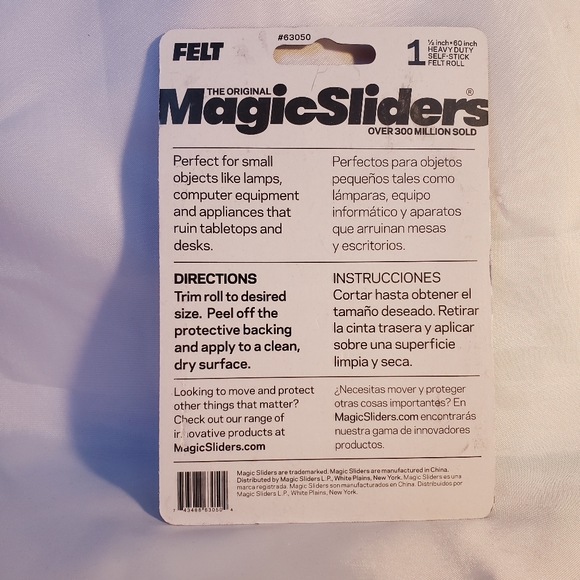 FELT
#63050
1
½ inch • 60 inch
HEAVY DUTY
SELF-STICK
FELT ROLL
THE ORIGINAL
MagicSliders®
OVER 300 MILLION SOLD
Perfect for small
objects like lamps,
computer equipment
and appliances that
ruin tabletops and
desks.
Perfectos para objetos
pequeños tales como
lámparas, equipo
informático y aparatos
que arruinan mesas
y escritorios.
DIRECTIONS
Trim roll to desired
size. Peel off the
protective backing
and apply to a clean,
dry surface.
INSTRUCCIONES
Cortar hasta obtener el
tamaño deseado. Retirar
la cinta trasera y aplicar
sobre una superficie
limpia y seca.
Looking to move and protect
other things that matter?
Check out our range of
innovative products at
MagicSliders.com
¿Necesitas mover y proteger
otras cosas importantes? En
MagicSliders.com encontrarás
nuestra gama de innovadores
productos.
Magic Sliders are trademarked. Magic Sliders are manufactured in China.
Distributed by Magic Sliders L.P., White Plains, New York. Magic Sliders es una
marca registrada. Magic Sliders son manufacturados en China. Distribuidos por
Magic Sliders L.P., White Plains, New York.